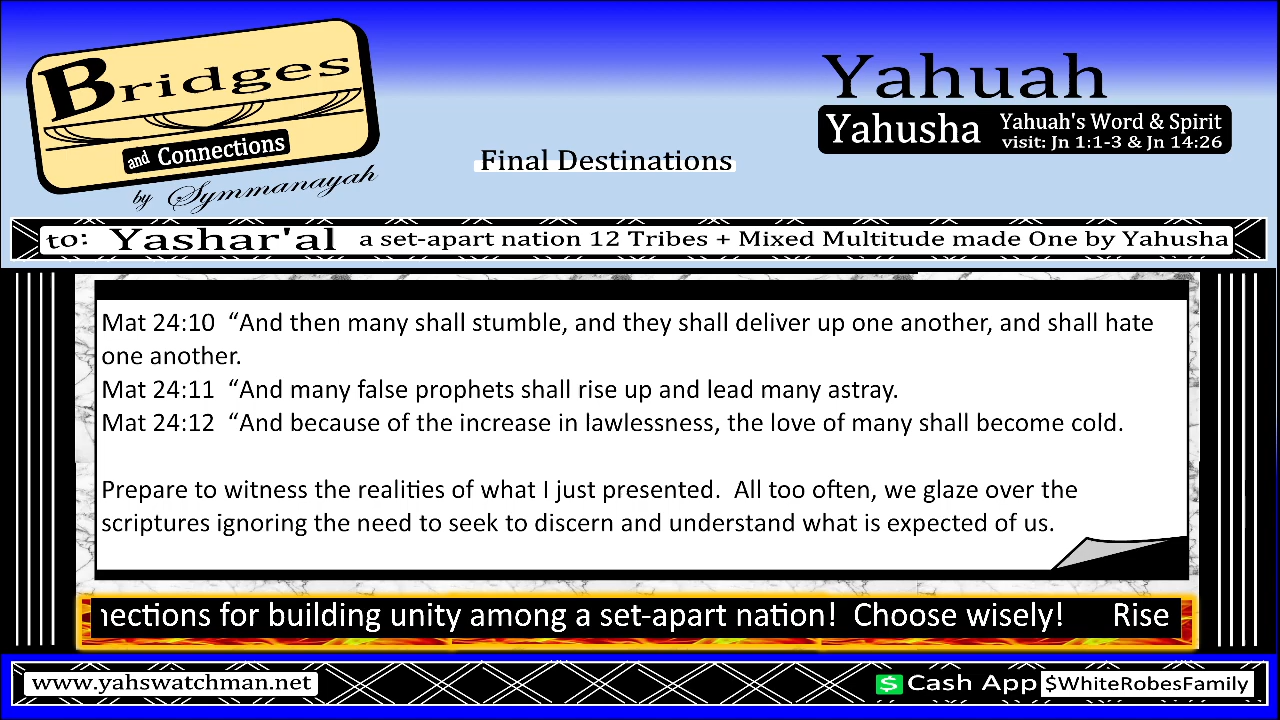 Bridges
and Connections
by Symmanayah
Final Destinations
Yahuah
Yahusha
Yahuah's Word & Spirit
visit: Jn 1:1-3 & Jn 14:26
to: Yashar'al a set-apart nation 12 Tribes + Mixed Multitude made One by Yahusha
Mat 24:10 “And then many shall stumble, and they shall deliver up one another, and shall hate
one another.
Mat 24:11 “And many false prophets shall rise up and lead many astray.
Mat 24:12 “And because of the increase in lawlessness, the love of many shall become cold.
Prepare to witness the realities of what I just presented. All too often, we glaze over the
scriptures ignoring the need to seek to discern and understand what is expected of us.
nections for building unity among a set-apart nation! Choose wisely! Rise
www.yahswatchman.net
$ Cash App $WhiteRobesFamily